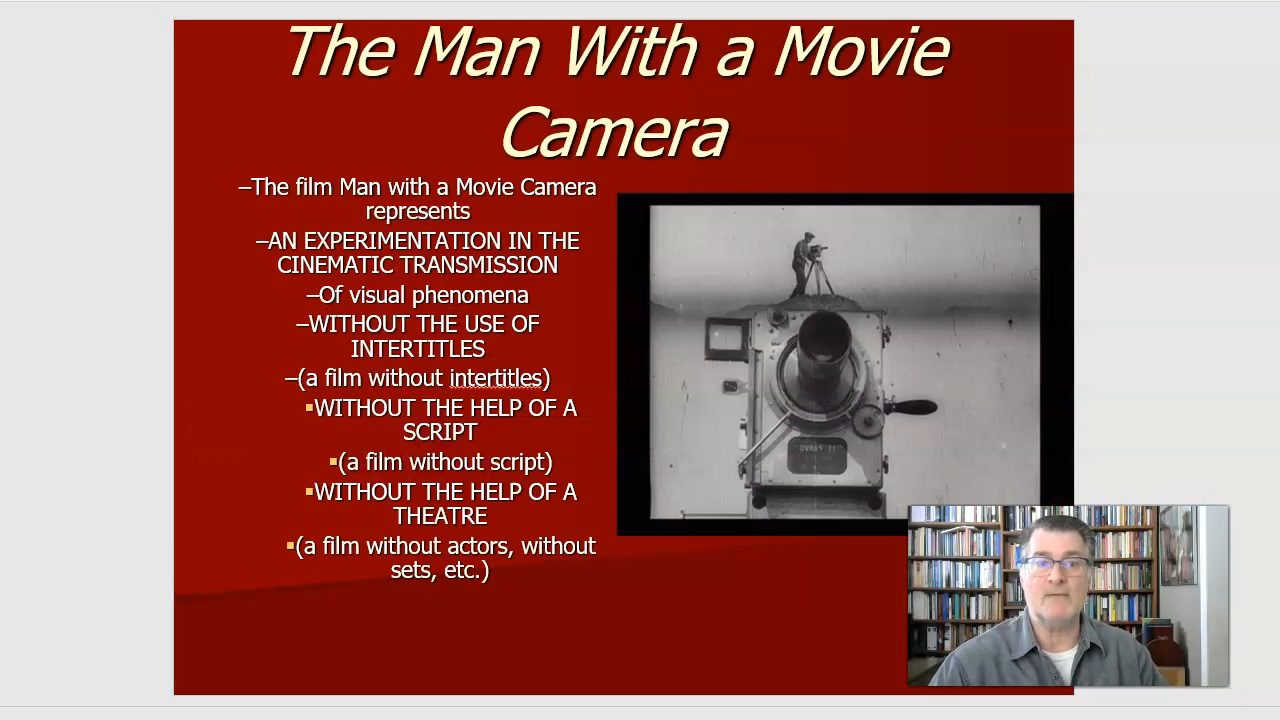 The Man With a Movie
Camera
–The film Man with a Movie Camera
represents
–AN EXPERIMENTATION IN THE
CINEMATIC TRANSMISSION
–Of visual phenomena
–WITHOUT THE USE OF
INTERTITLES
–(a film without intertitles)
▪WITHOUT THE HELP OF A
SCRIPT
▪(a film without script)
▪WITHOUT THE HELP OF A
THEATRE
▪(a film without actors, without
sets, etc.)